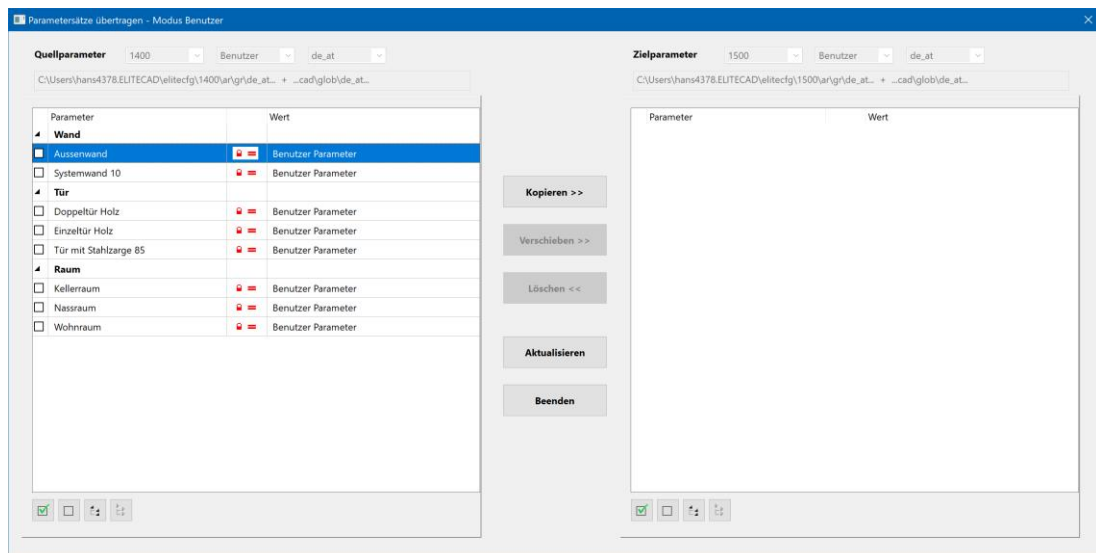 Parametersätze übertragen - Modus Benutzer
Quellparameter 1400 Benutzer de_at
C:\Users\hans4378.ELITECAD\elitecfg\1400\ar\gr\de_at... + ...cad\glob\de_at...
Parameter Wert
Wand
Aussenwand Benutzer Parameter
Systemwand 10 Benutzer Parameter
Tür
Doppeltür Holz Benutzer Parameter
Einzeltür Holz Benutzer Parameter
Tür mit Stahlzarge 85 Benutzer Parameter
Raum
Kellerraum Benutzer Parameter
Nassraum Benutzer Parameter
Wohnraum Benutzer Parameter
Kopieren >>
Verschieben >>
Löschen <<
Aktualisieren
Beenden
Zielparameter 1500 Benutzer de_at
C:\Users\hans4378.ELITECAD\elitecfg\1500\ar\gr\de_at... + ...cad\glob\de_at...
Parameter Wert